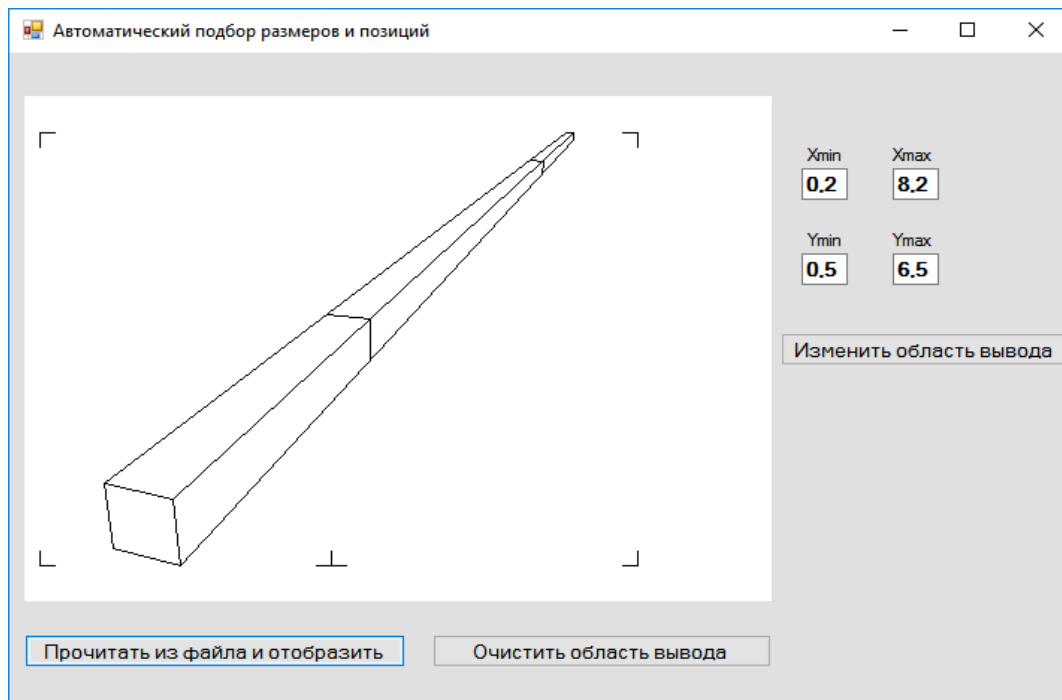 Автоматический подбор размеров и позиций
Xmin Xmax
0.2 8.2
Ymin Ymax
0.5 6.5
Изменить область вывода
Прочитать из файла и отобразить
Очистить область вывода